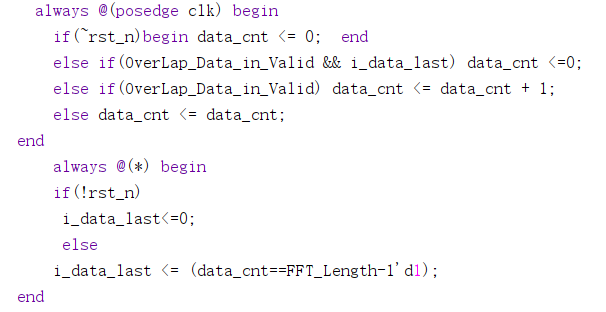 always @(posedge clk) begin
if(~rst_n)begin data_cnt <= 0; end
else if(OverLap_Data_in_Valid && i_data_last) data_cnt <=0;
else if(OverLap_Data_in_Valid) data_cnt <= data_cnt + 1;
else data_cnt <= data_cnt;
end
always @(*) begin
if(!rst_n)
i_data_last<=0;
else
i_data_last <= (data_cnt==FFT_Length-1'd1);
end